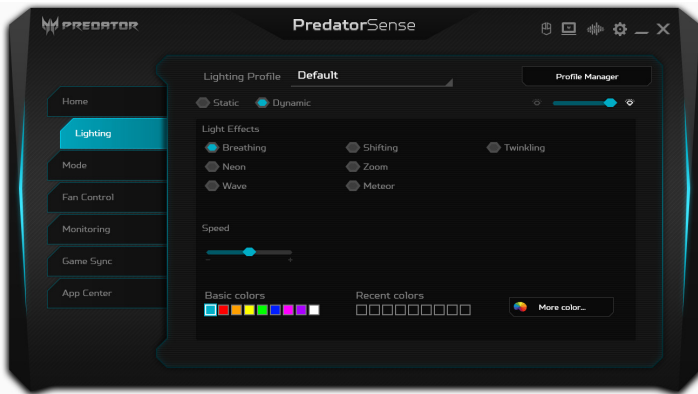 PREDATOR
PredatorSense
Lighting Profile Default
Profile Manager
Home
Static Dynamic
Lighting
Light Effects
Breathing Shifting Twinkling
Mode
Neon Zoom
Wave Meteor
Fan Control
Monitoring
Speed
Game Sync
- +
App Center
Basic colors Recent colors
More color...